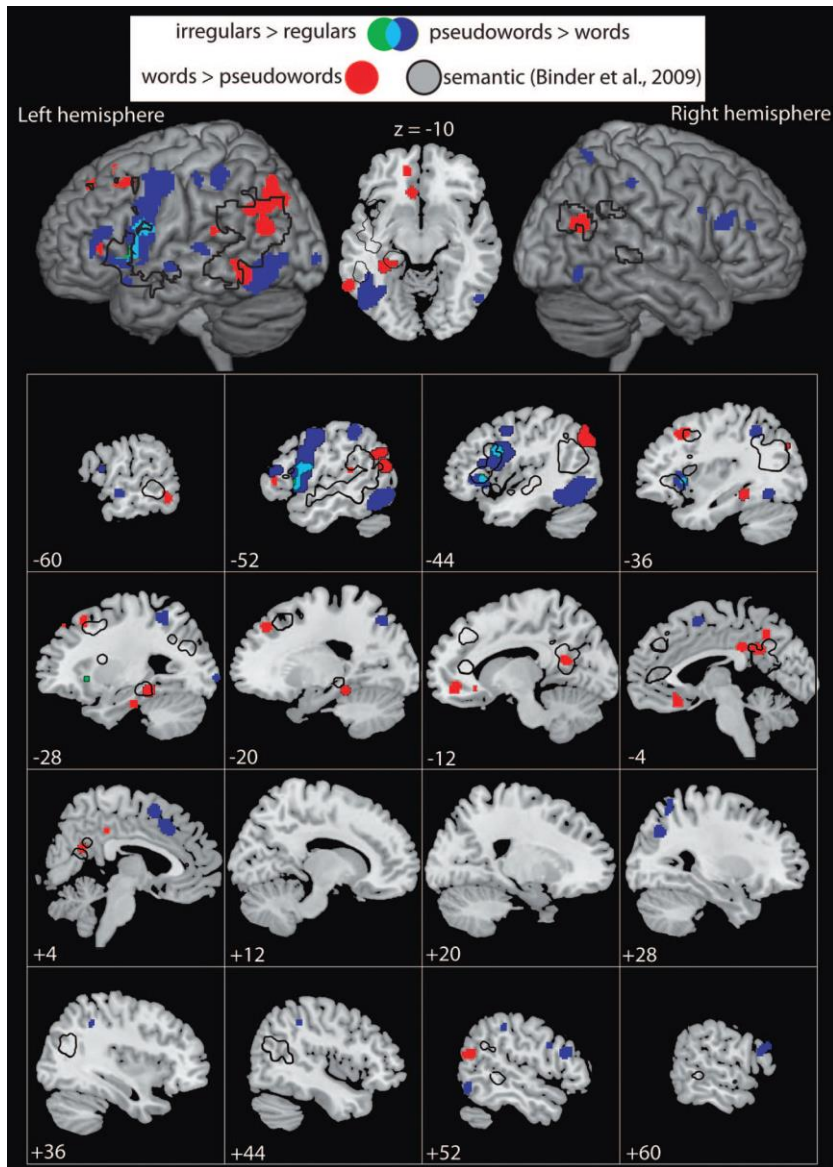 irregulars > regulars pseudowords > words
words > pseudowords semantic (Binder et al., 2009)
Left hemisphere z = -10 Right hemisphere
-60 -52 -44 -36
-28 -20 -12 -4
+4 +12 +20 +28
+36 +44 +52 +60